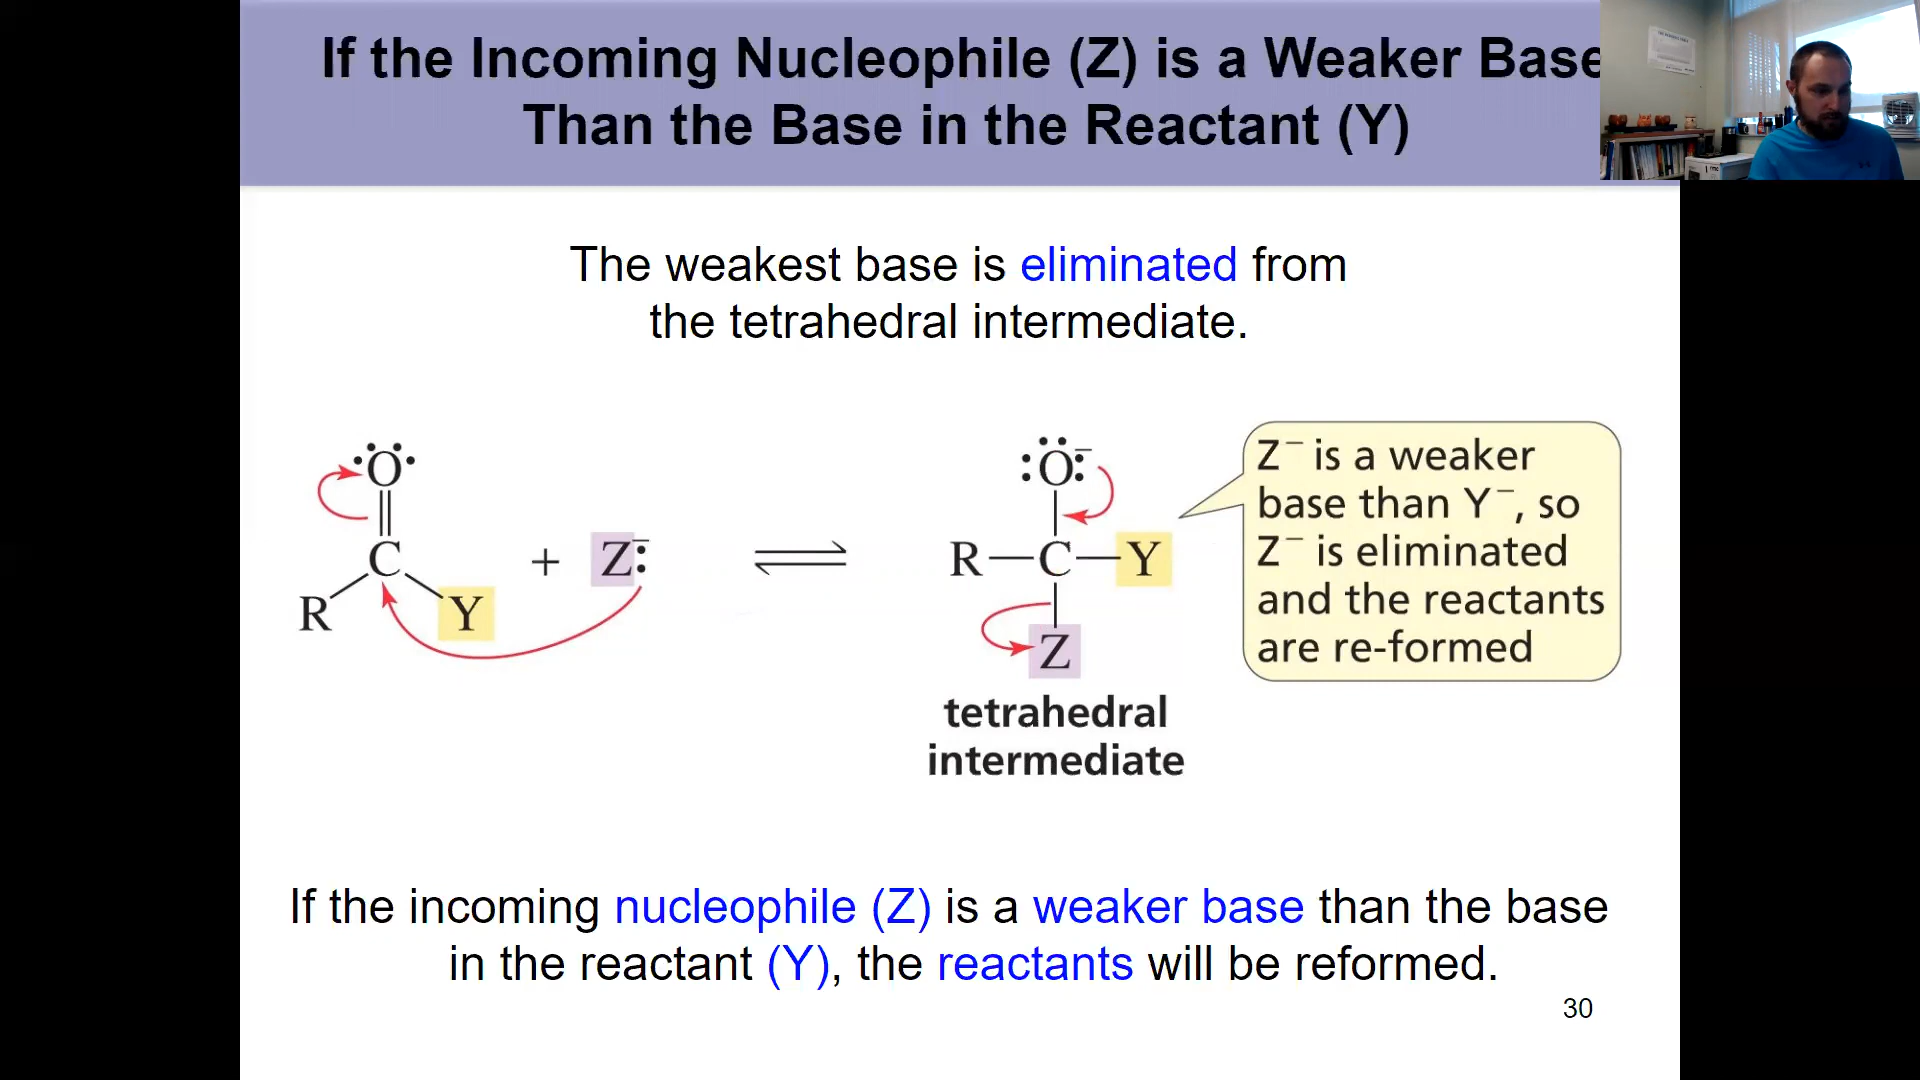 If the Incoming Nucleophile (Z) is a Weaker Base
Than the Base in the Reactant (Y)
The weakest base is eliminated from
the tetrahedral intermediate.
O
C
R
Y
+ Z:⁻
:O:⁻
R—C—Y
Z
tetrahedral
intermediate
Z⁻ is a weaker
base than Y⁻, so
Z⁻ is eliminated
and the reactants
are re-formed
If the incoming nucleophile (Z) is a weaker base than the base
in the reactant (Y), the reactants will be reformed.
30